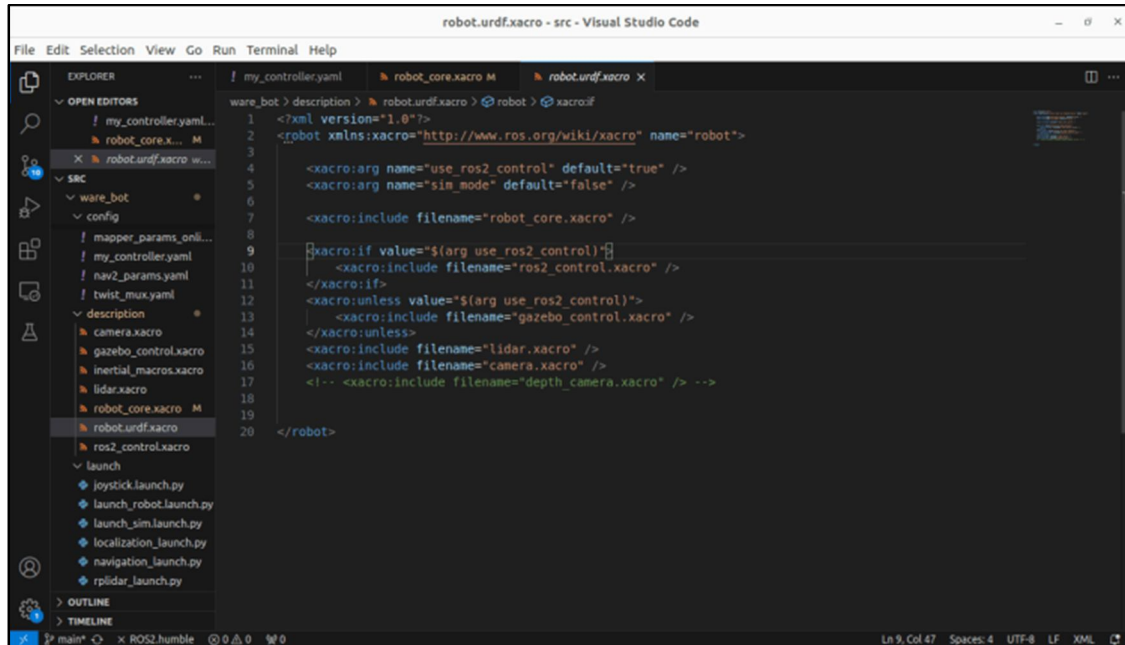 robot.urdf.xacro - src - Visual Studio Code
File Edit Selection View Go Run Terminal Help
EXPLORER
OPEN EDITORS
my_controller.yaml...
robot_core.x... M
robot.urdf.xacro w...
SRC
ware_bot
config
mapper_params_onli...
my_controller.yaml
nav2_params.yaml
twist_mux.yaml
description
camera.xacro
gazebo_control.xacro
inertial_macros.xacro
lidar.xacro
robot_core.xacro M
robot.urdf.xacro
ros2_control.xacro
launch
joystick.launch.py
launch_robot.launch.py
launch_sim.launch.py
localization_launch.py
navigation_launch.py
rplidar_launch.py
OUTLINE
TIMELINE
10
1
my_controller.yaml robot_core.xacro M robot.urdf.xacro
ware_bot > description > robot.urdf.xacro > robot > xacro:if
1 <?xml version="1.0"?>
2 <robot xmlns:xacro="http://www.ros.org/wiki/xacro" name="robot">
3
4 <xacro:arg name="use_ros2_control" default="true" />
5 <xacro:arg name="sim_mode" default="false" />
6
7 <xacro:include filename="robot_core.xacro" />
8
9 <xacro:if value="$(arg use_ros2_control)">
10 <xacro:include filename="ros2_control.xacro" />
11 </xacro:if>
12 <xacro:unless value="$(arg use_ros2_control)">
13 <xacro:include filename="gazebo_control.xacro" />
14 </xacro:unless>
15 <xacro:include filename="lidar.xacro" />
16 <xacro:include filename="camera.xacro" />
17 <!-- <xacro:include filename="depth_camera.xacro" /> -->
18
19
20 </robot>
main* ROS2.humble 0 0 0 Ln 9, Col 47 Spaces: 4 UTF-8 LF XML